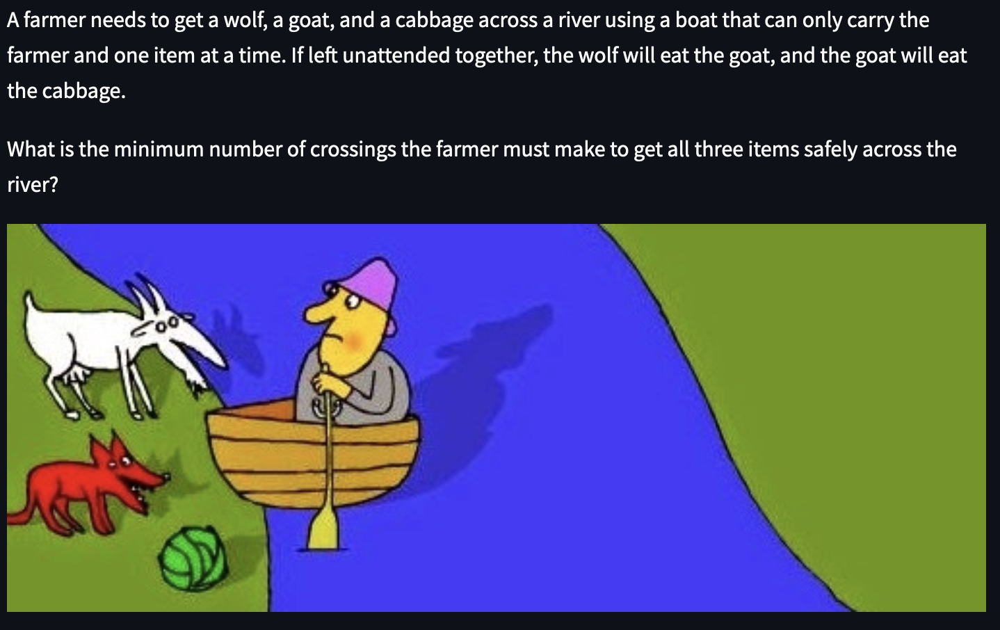 A farmer needs to get a wolf, a goat, and a cabbage across a river using a boat that can only carry the
farmer and one item at a time. If left unattended together, the wolf will eat the goat, and the goat will eat
the cabbage.
What is the minimum number of crossings the farmer must make to get all three items safely across the
river?